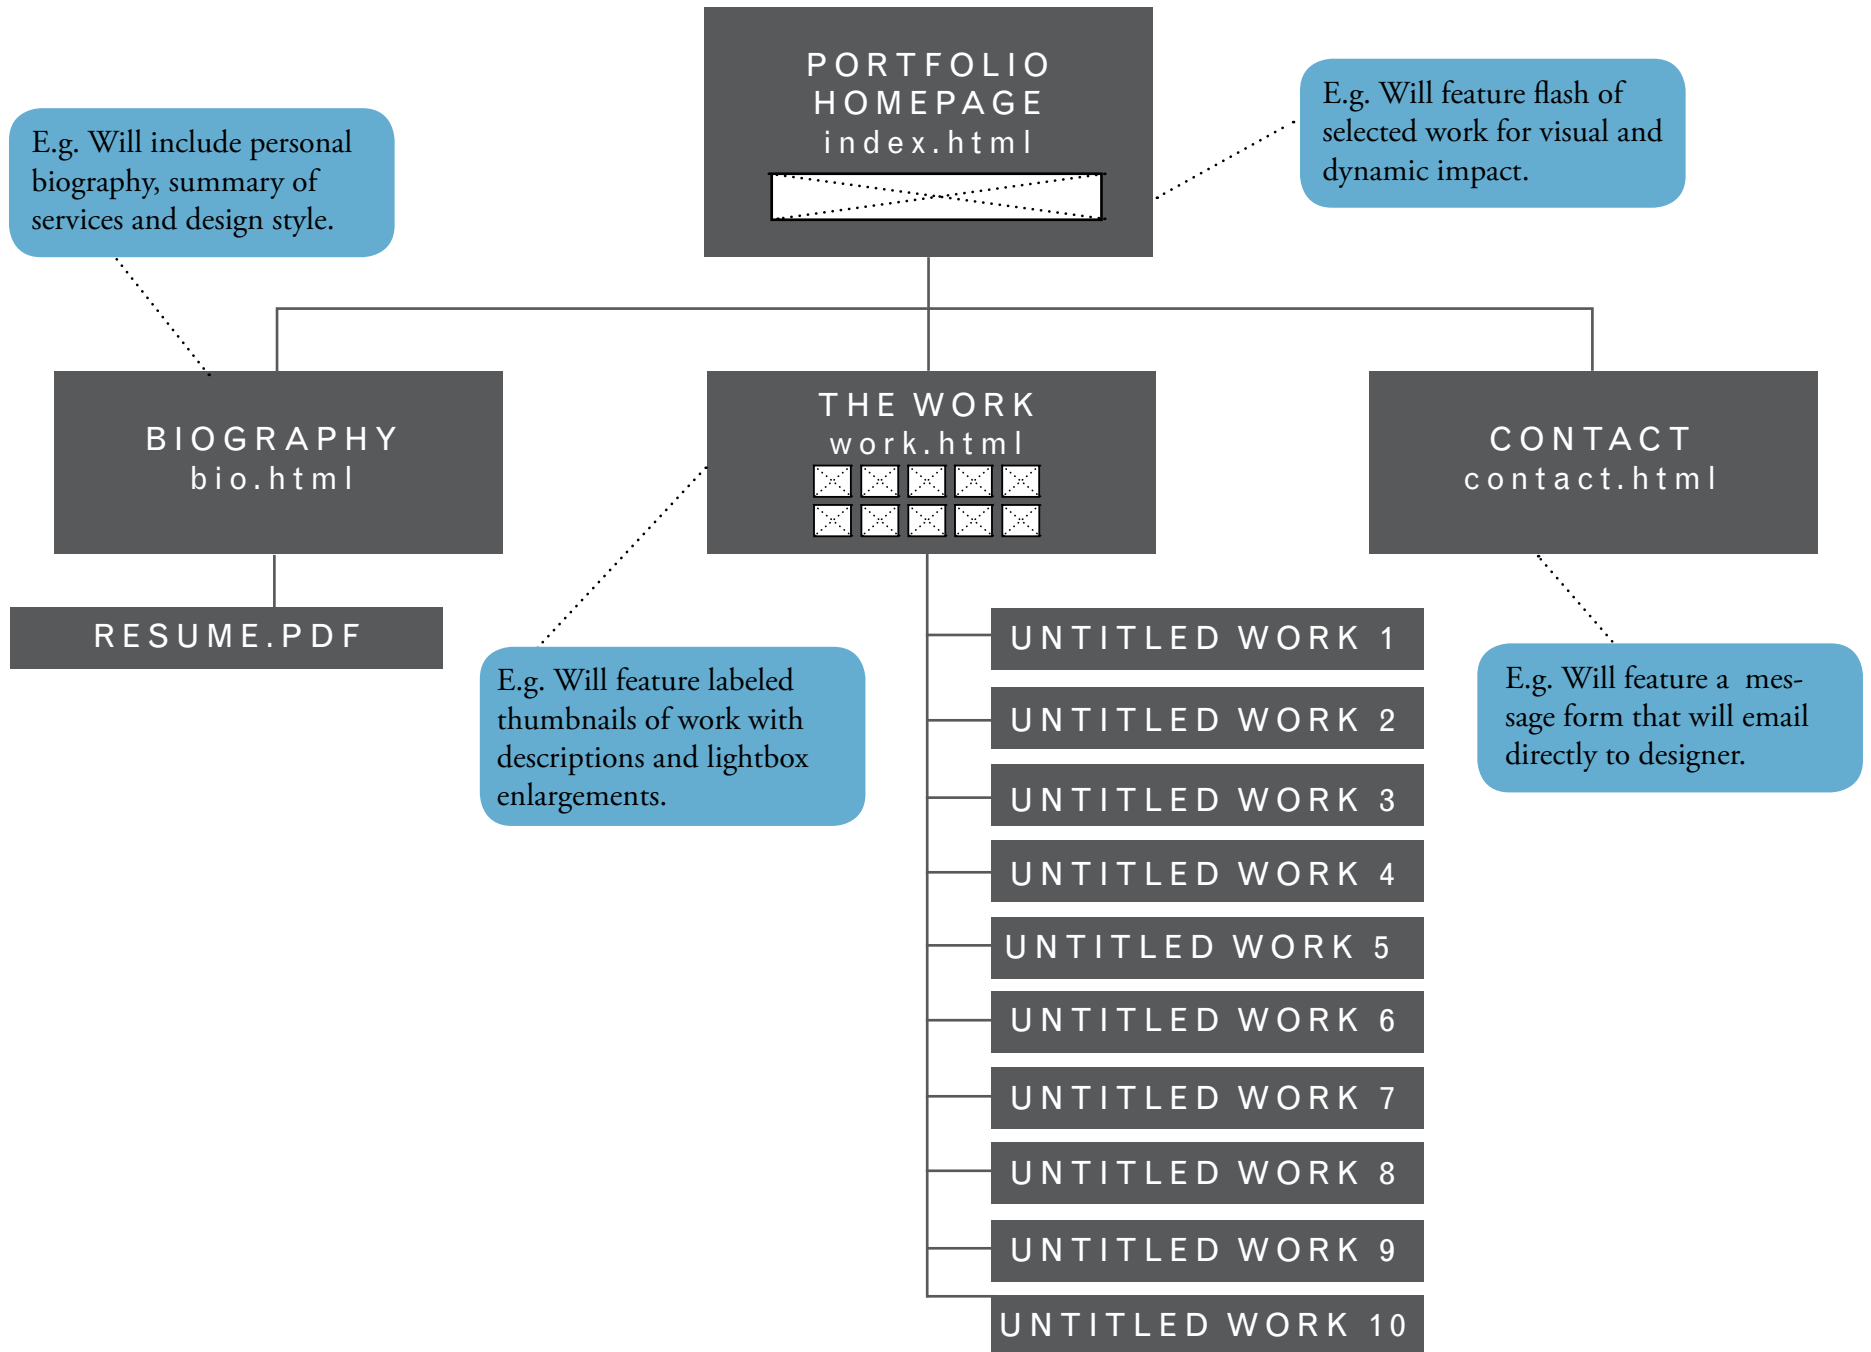 PORTFOLIO
HOMEPAGE
index.html
E.g. Will feature flash of
selected work for visual and
dynamic impact.
E.g. Will include personal
biography, summary of
services and design style.
BIOGRAPHY
bio.html
THE WORK
work.html
CONTACT
contact.html
RESUME.PDF
E.g. Will feature labeled
thumbnails of work with
descriptions and lightbox
enlargements.
UNTITLED WORK 1
UNTITLED WORK 2
UNTITLED WORK 3
UNTITLED WORK 4
UNTITLED WORK 5
UNTITLED WORK 6
UNTITLED WORK 7
UNTITLED WORK 8
UNTITLED WORK 9
UNTITLED WORK 10
E.g. Will feature a  mes-
sage form that will email
directly to designer.